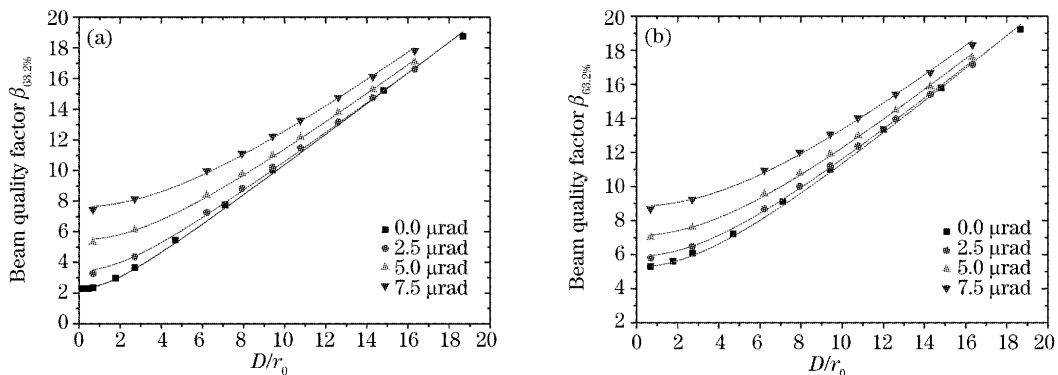 (a)
Beam quality factor β63.2%
20
18
16
14
12
10
8
6
4
2
0
0 2 4 6 8 10 12 14 16 18 20
D/r0
0.0 μrad
2.5 μrad
5.0 μrad
7.5 μrad
(b)
Beam quality factor β63.2%
20
18
16
14
12
10
8
6
4
2
0 2 4 6 8 10 12 14 16 18 20
D/r0
0.0 μrad
2.5 μrad
5.0 μrad
7.5 μrad